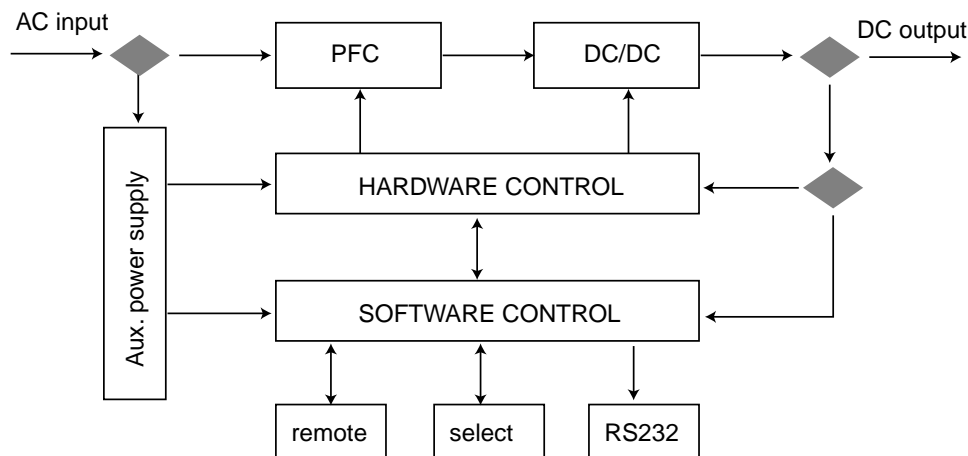 AC input
DC output
PFC
DC/DC
HARDWARE CONTROL
Aux. power supply
SOFTWARE CONTROL
remote
select
RS232